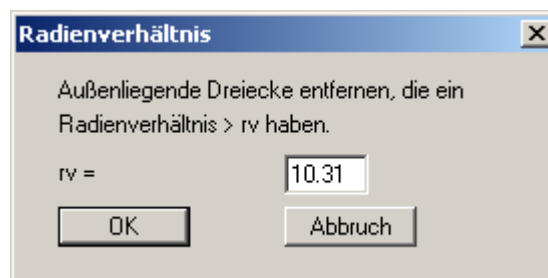 Radienverhältnis
Außenliegende Dreiecke entfernen, die ein
Radienverhältnis > rv haben.
rv = 10.31
OK Abbruch